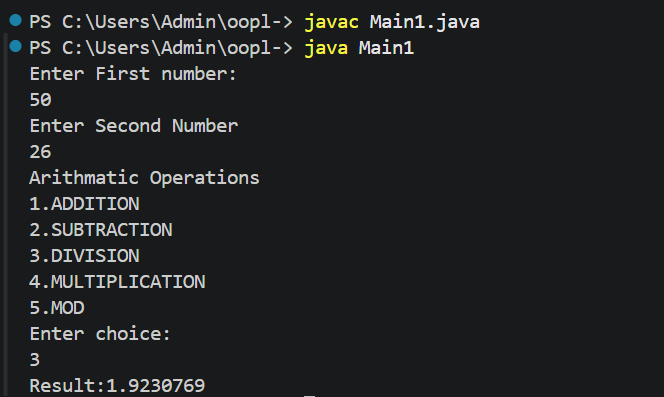 PS C:\Users\Admin\oopl-> javac Main1.java
PS C:\Users\Admin\oopl-> java Main1
Enter First number:
50
Enter Second Number
26
Arithmatic Operations
1.ADDITION
2.SUBTRACTION
3.DIVISION
4.MULTIPLICATION
5.MOD
Enter choice:
3
Result:1.9230769